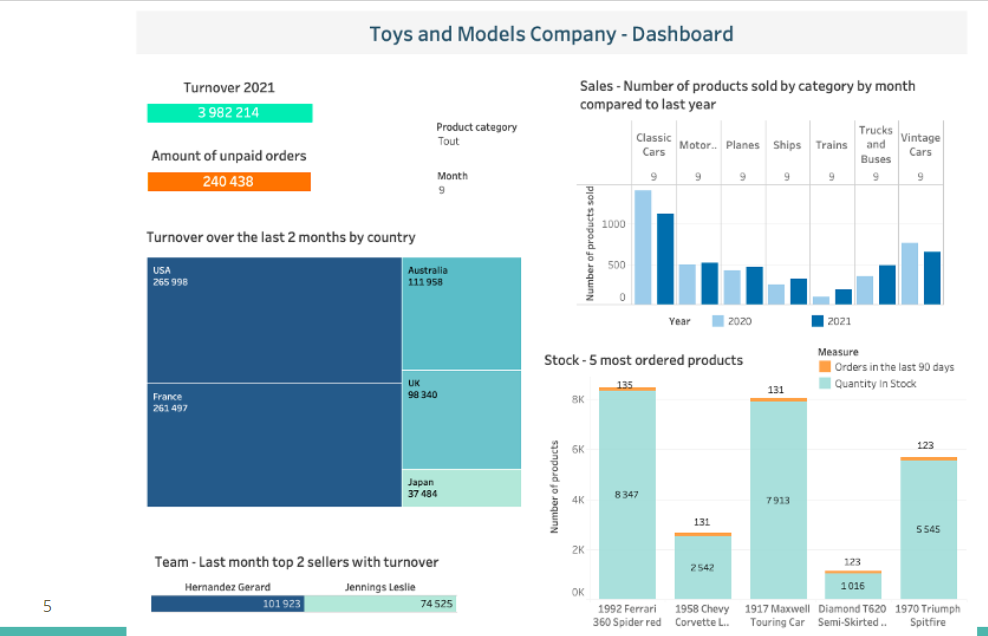 Toys and Models Company - Dashboard
Turnover 2021
3 982 214
Amount of unpaid orders
240 438
Product category
Tout
Month
9
Turnover over the last 2 months by country
USA
265 998
France
261 497
Australia
111 958
UK
98 340
Japan
37 484
Team - Last month top 2 sellers with turnover
Hernandez Gerard
Jennings Leslie
101 923
74 525
5
Sales - Number of products sold by category by month
compared to last year
Classic
Cars
Motor..
Planes
Ships
Trains
Trucks
and
Buses
Vintage
Cars
9 9 9 9 9 9 9
Number of products sold
1000
500
0
Year
2020
2021
Stock - 5 most ordered products
Measure
Orders in the last 90 days
Quantity In Stock
Number of products
8K
6K
4K
2K
0K
135
8 347
131
2 542
131
7 913
123
1 016
123
5 545
1992 Ferrari
360 Spider red
1958 Chevy
Corvette L..
1917 Maxwell
Touring Car
Diamond T620
Semi-Skirted ..
1970 Triumph
Spitfire